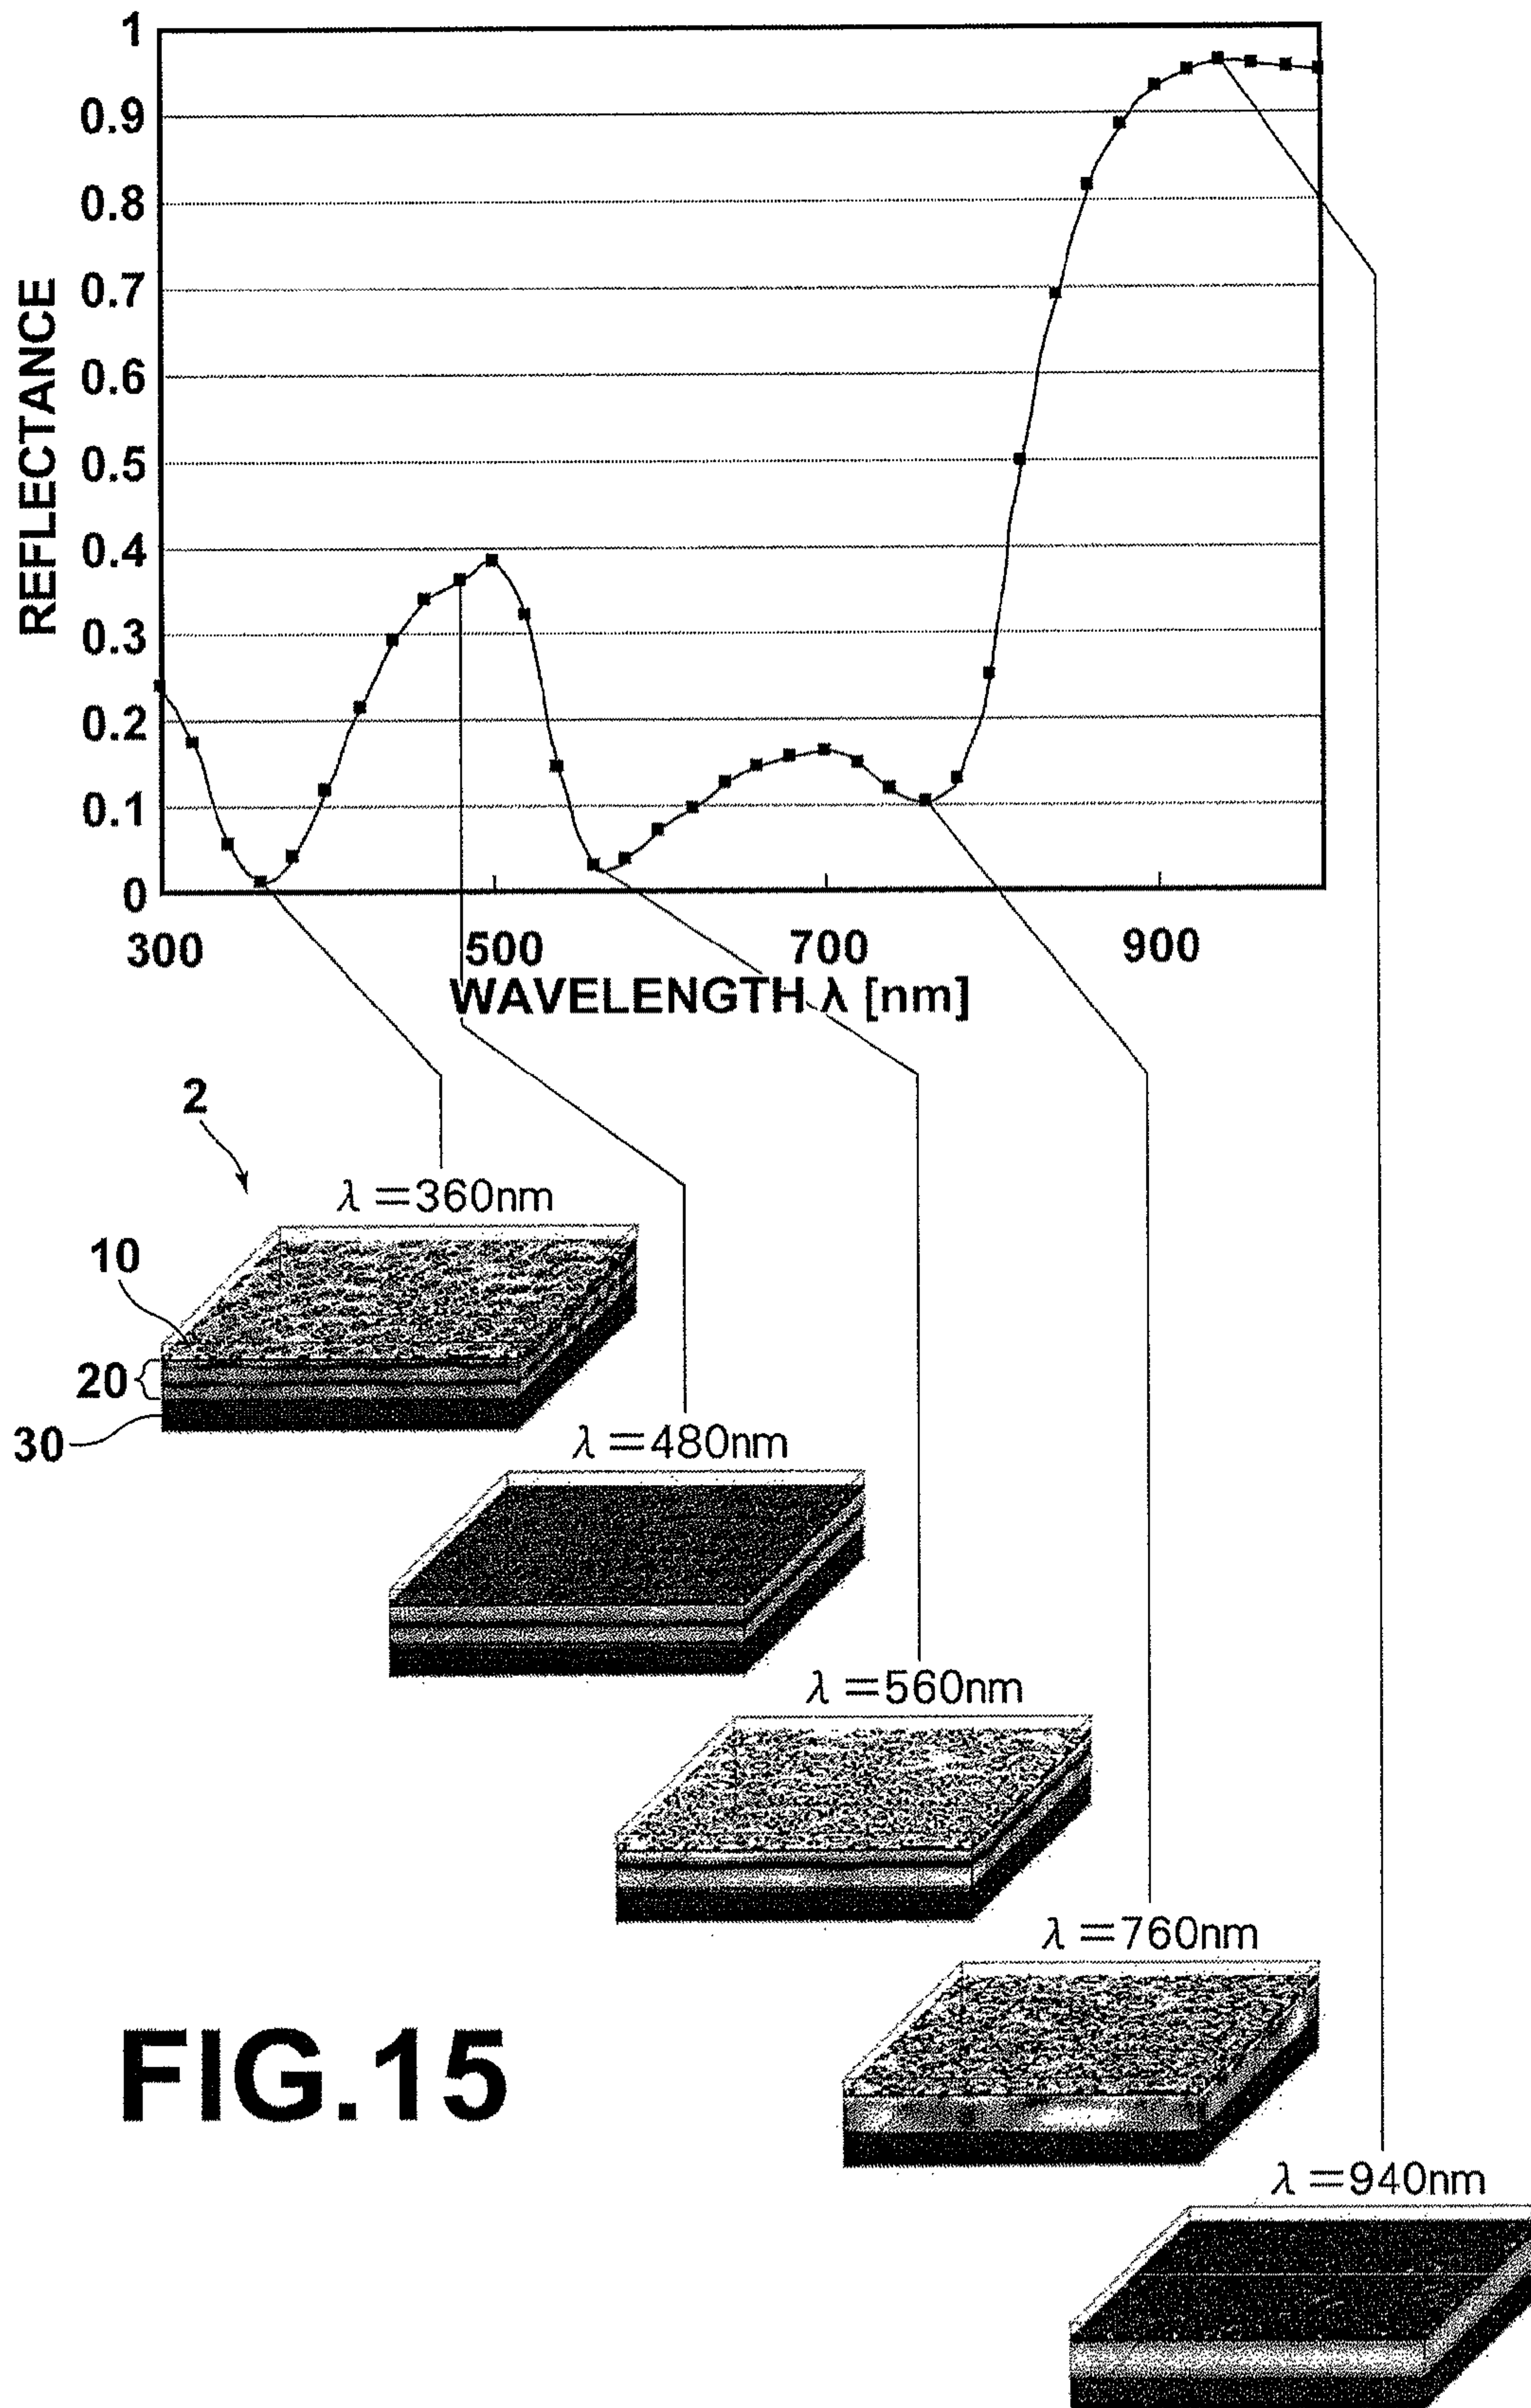 1
0.9
0.8
0.7
0.6
0.5
0.4
0.3
0.2
0.1
0
REFLECTANCE
300 500 700 900
WAVELENGTH λ [nm]
2
λ=360nm
10
20
30
λ=480nm
λ=560nm
λ=760nm
λ=940nm
FIG.15